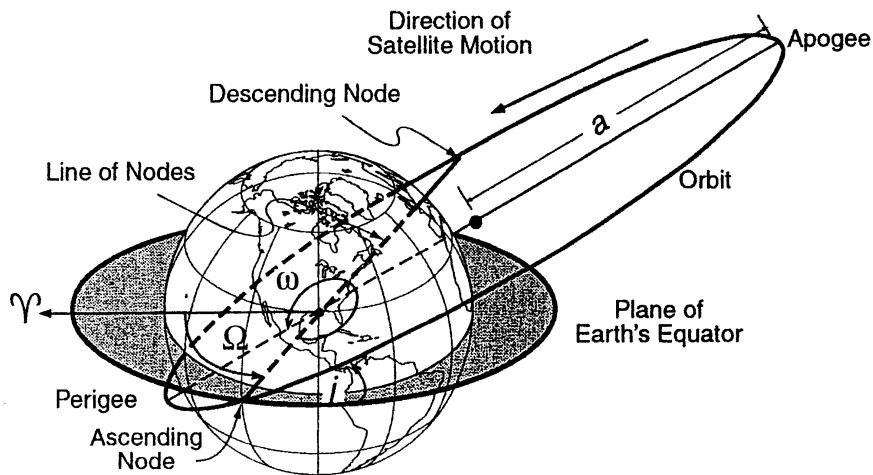 Direction of
Satellite Motion
Apogee
Descending Node
a
Line of Nodes
Orbit
ω
♈
Plane of
Earth's Equator
Ω
i
Perigee
Ascending
Node